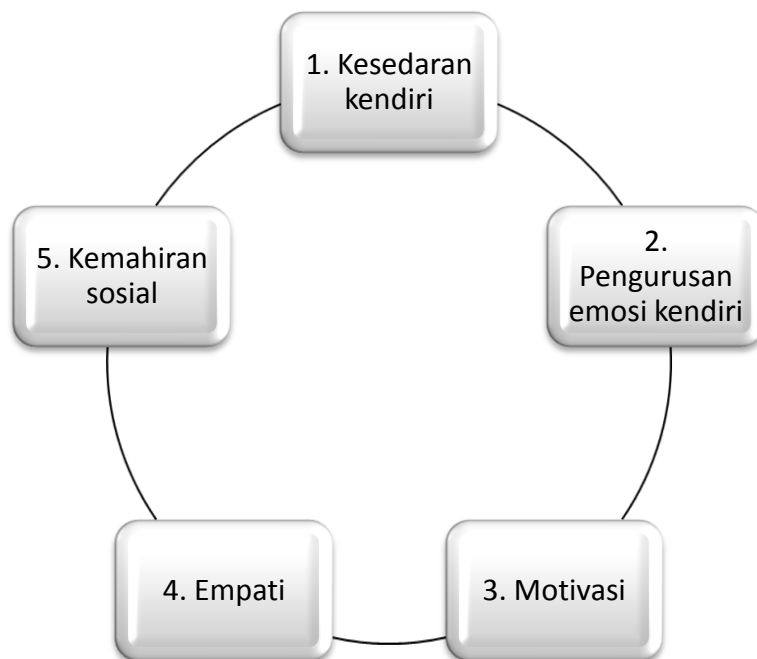 1. Kesedaran
kendiri
2.
Pengurusan
emosi kendiri
3. Motivasi
4. Empati
5. Kemahiran
sosial